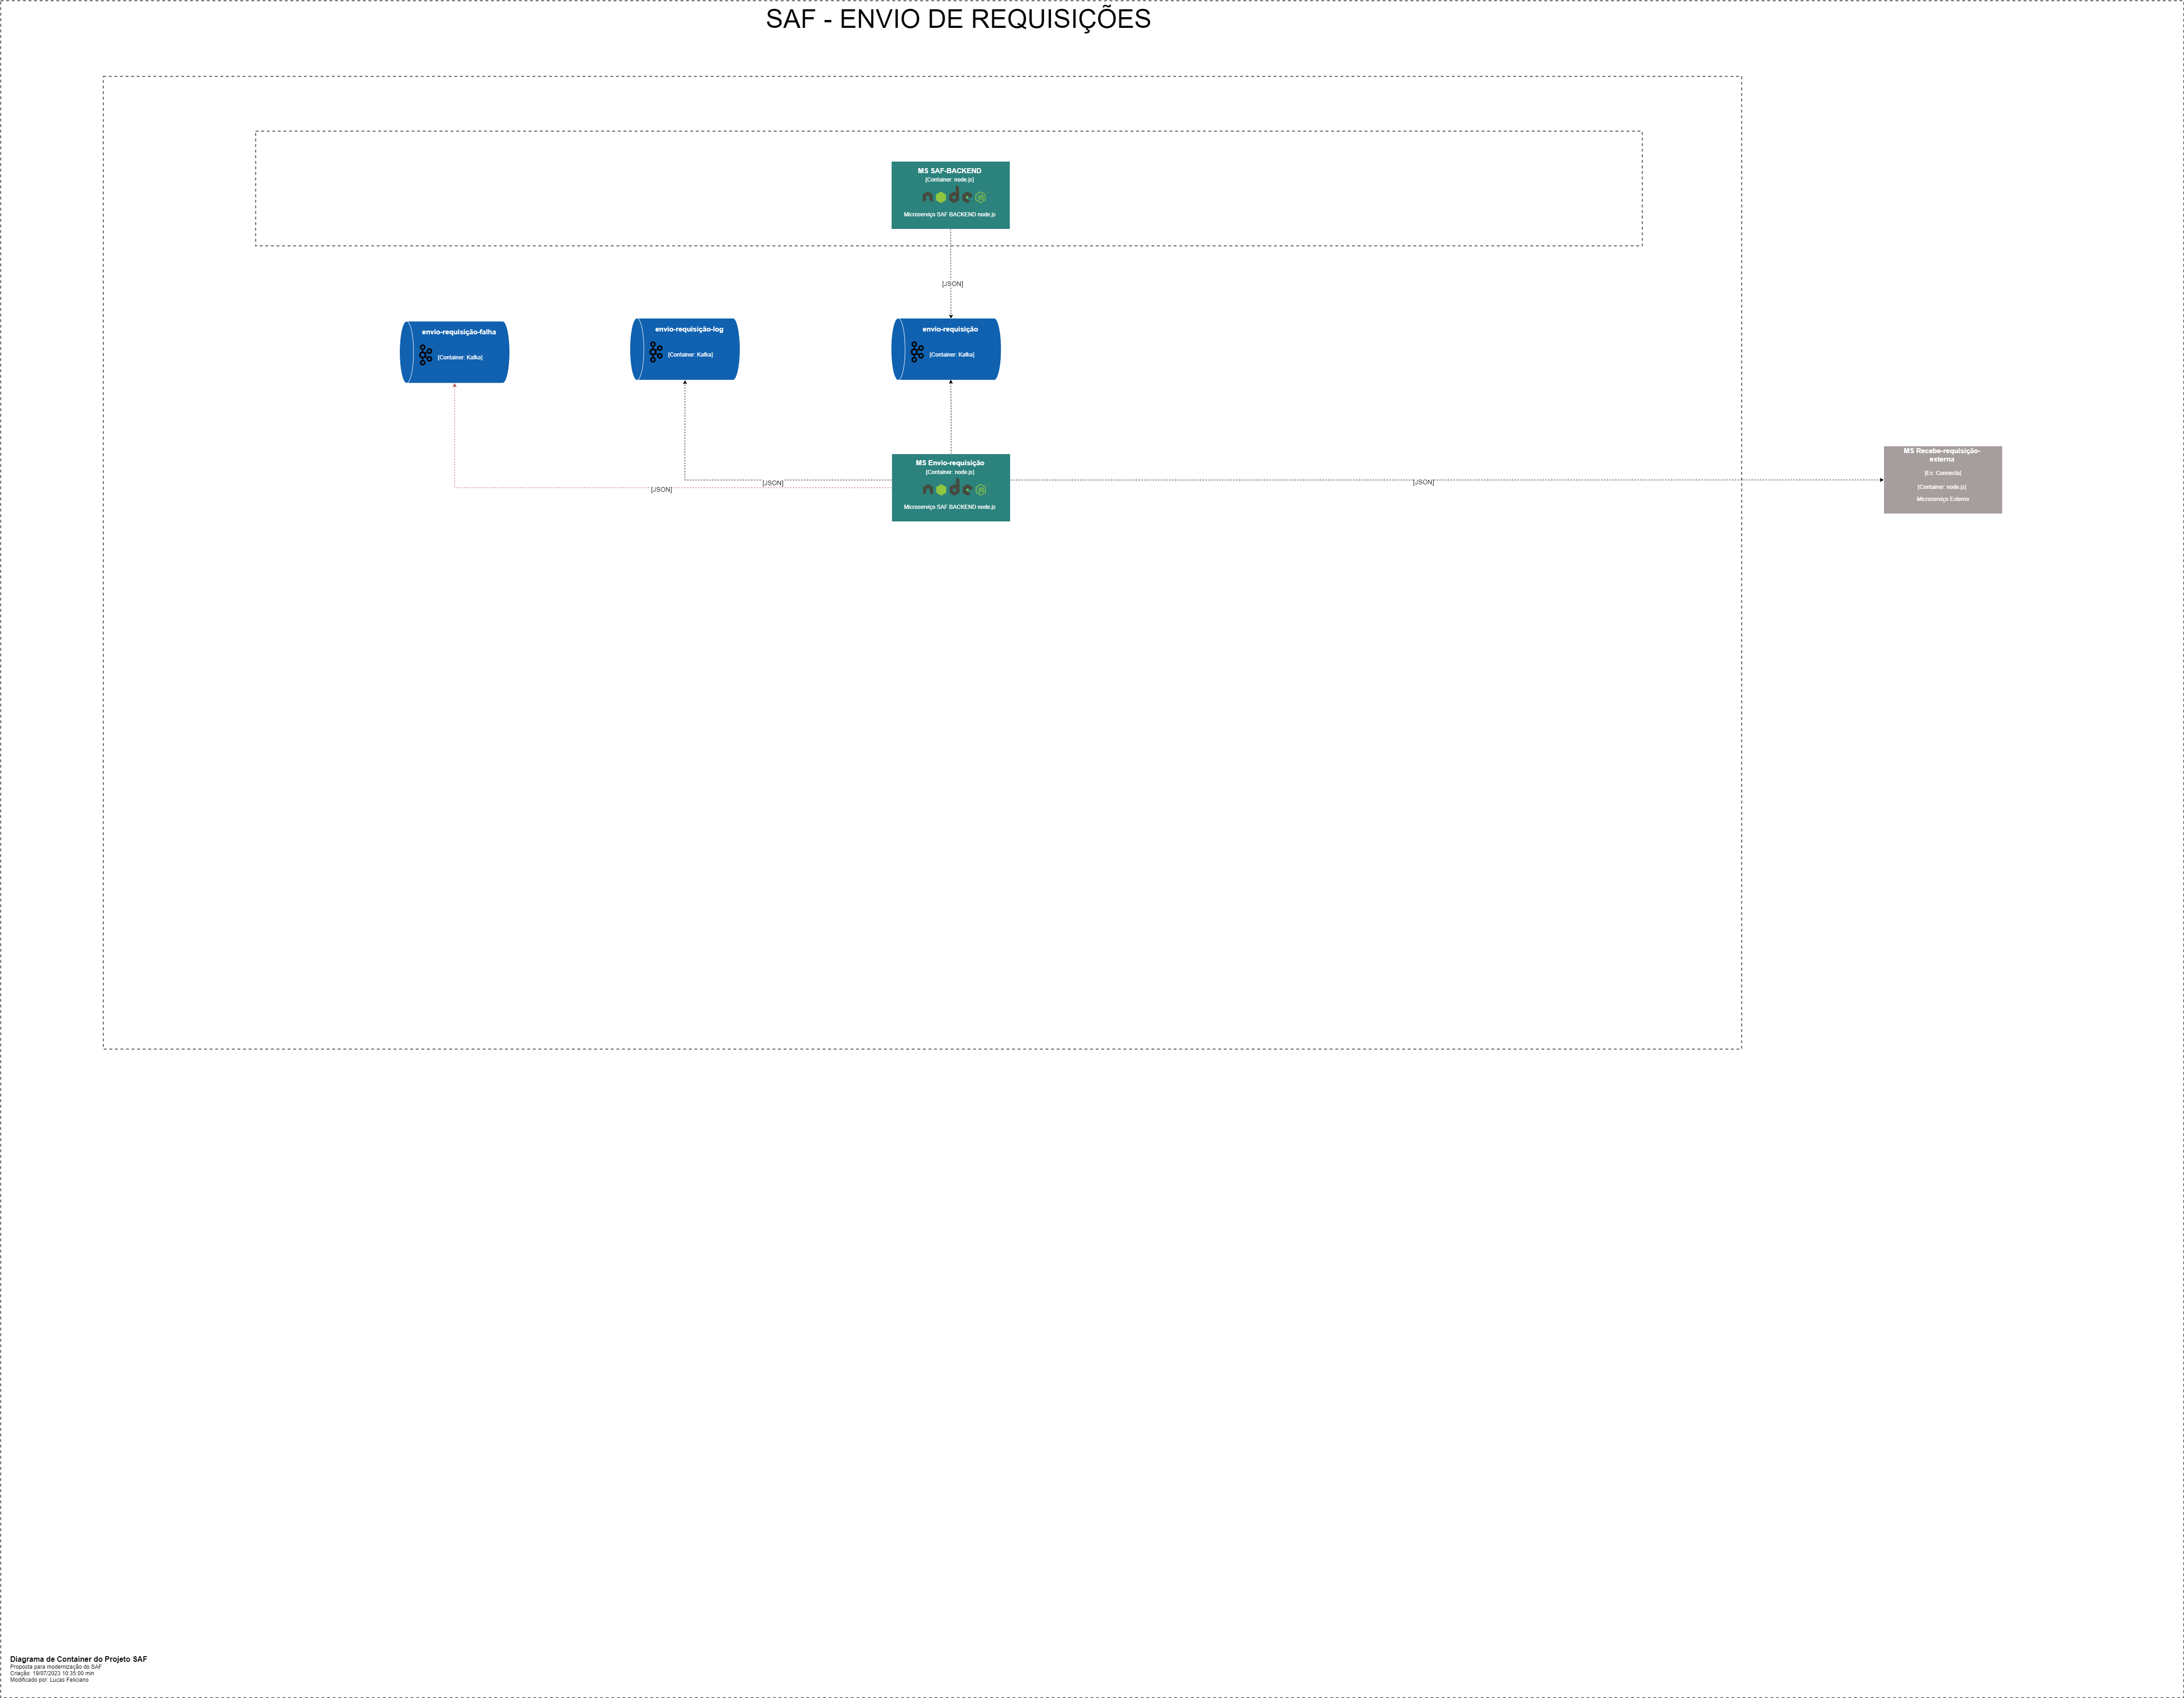 SAF - ENVIO DE REQUISIÇÕES
MS SAF-BACKEND
[Container: node.js]
node JS
Microserviço SAF BACKEND node.js
[JSON]
envio-requisição-falha
[Container: Kafka]
envio-requisição-log
[Container: Kafka]
envio-requisição
[Container: Kafka]
MS Envio-requisição
[Container: node.js]
node JS
Microserviço SAF BACKEND node.js
[JSON]
[JSON]
[JSON]
MS Recebe-requisição-
externa
[Ex: Connecta]
[Container: node.js]
Microserviço Externo
Diagrama de Container do Projeto SAF
Proposta para modernização do SAF
Criação: 19/07/2023 10:35:00 min
Modificado por: Lucas Feliciano